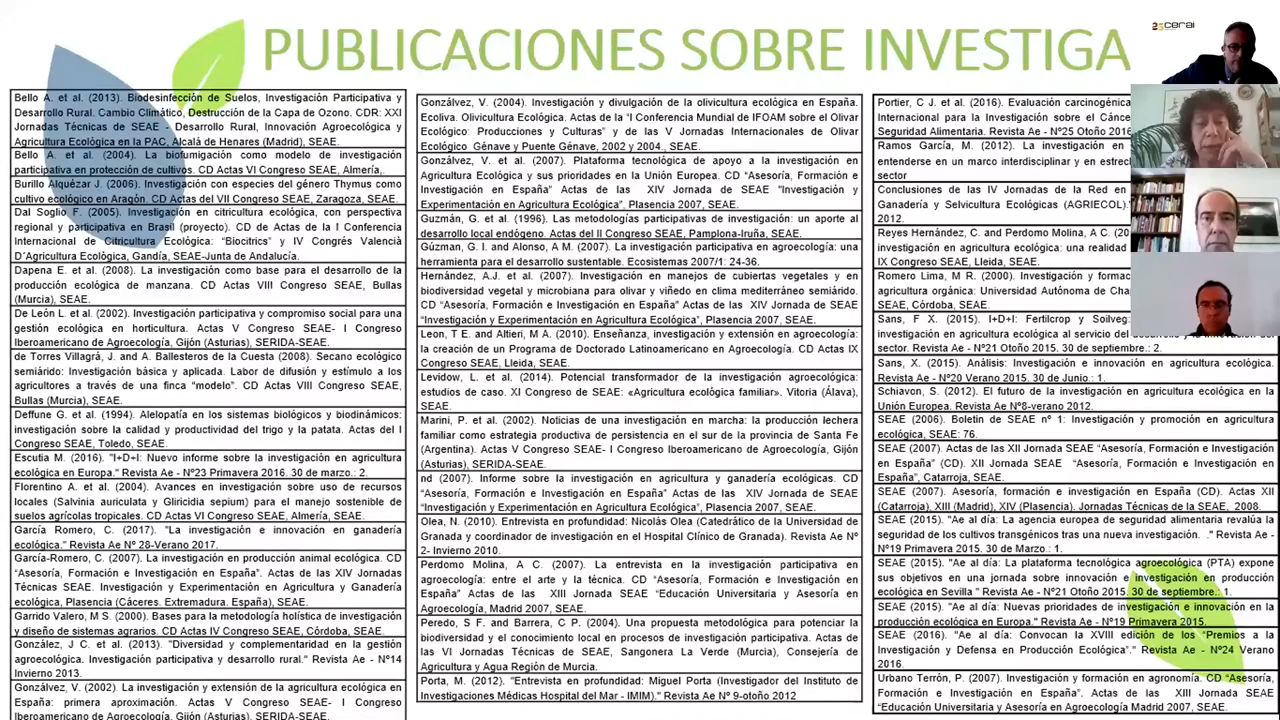 PUBLICACIONES SOBRE INVESTIGA
cerai
Bello A. et al. (2013). Biodesinfección de Suelos, Investigación Participativa y
Desarrollo Rural. Cambio Climático, Destrucción de la Capa de Ozono. CDR: XXI
Jornadas Técnicas de SEAE - Desarrollo Rural, Innovación Agroecológica y
Agricultura Ecológica en la PAC, Alcalá de Henares (Madrid), SEAE.
Bello A. et al. (2004). La biofumigación como modelo de investigación
participativa en protección de cultivos. CD Actas VI Congreso SEAE, Almería,.
Burillo Alquézar J. (2006). Investigación con especies del género Thymus como
cultivo ecológico en Aragón. CD Actas del VII Congreso SEAE, Zaragoza, SEAE.
Dal Soglio F. (2005). Investigación en citricultura ecológica, con perspectiva
regional y participativa en Brasil (proyecto). CD de Actas de la I Conferencia
Internacional de Citricultura Ecológica: "Biocitrics" y IV Congrés Valencià
D´Agricultura Ecològica, Gandía, SEAE-Junta de Andalucía.
Dapena E. et al. (2008). La investigación como base para el desarrollo de la
producción ecológica de manzana. CD Actas VIII Congreso SEAE, Bullas
(Murcia), SEAE.
De León L. et al. (2002). Investigación participativa y compromiso social para una
gestión ecológica en horticultura. Actas V Congreso SEAE- I Congreso
Iberoamericano de Agroecología, Gijón (Asturias), SERIDA-SEAE.
de Torres Villagrá, J. and A. Ballesteros de la Cuesta (2008). Secano ecológico
semiárido: Investigación básica y aplicada. Labor de difusión y estímulo a los
agricultores a través de una finca "modelo". CD Actas VIII Congreso SEAE,
Bullas (Murcia), SEAE.
Deffune G. et al. (1994). Alelopatía en los sistemas biológicos y biodinámicos:
investigación sobre la calidad y productividad del trigo y la patata. Actas del I
Congreso SEAE, Toledo, SEAE.
Escutia M. (2016). "I+D+I: Nuevo informe sobre la investigación en agricultura
ecológica en Europa." Revista Ae - Nº23 Primavera 2016. 30 de marzo.: 2.
Florentino A. et al. (2004). Avances en investigación sobre uso de recursos
locales (Salvinia auriculata y Gliricidia sepium) para el manejo sostenible de
suelos agrícolas tropicales. CD Actas VI Congreso SEAE, Almería, SEAE.
García Romero, C. (2017). "La investigación e innovación en ganadería
ecológica." Revista Ae Nº 28-Verano 2017.
García-Romero, C. (2007). La investigación en producción animal ecológica. CD
"Asesoría, Formación e Investigación en España". Actas de las XIV Jornadas
Técnicas SEAE. Investigación y Experimentación en Agricultura y Ganadería
ecológica, Plasencia (Cáceres. Extremadura. España), SEAE.
Garrido Valero, M S. (2000). Bases para la metodología holística de investigación
y diseño de sistemas agrarios. CD Actas IV Congreso SEAE, Córdoba, SEAE.
González, J C. et al. (2013). "Diversidad y complementaridad en la gestión
agroecológica. Investigación participativa y desarrollo rural." Revista Ae - Nº14
Invierno 2013.
Gonzálvez, V. (2002). La investigación y extensión de la agricultura ecológica en
España: primera aproximación. Actas V Congreso SEAE- I Congreso
Iberoamericano de Agroecología, Gijón (Asturias), SERIDA-SEAE.
Gonzálvez, V. (2004). Investigación y divulgación de la olivicultura ecológica en España.
Ecoliva. Olivicultura Ecológica. Actas de la "I Conferencia Mundial de IFOAM sobre el Olivar
Ecológico: Producciones y Culturas" y de las V Jornadas Internacionales de Olivar
Ecológico. Génave y Puente Génave, 2002 y 2004., SEAE.
Gonzálvez, V. et al. (2007). Plataforma tecnológica de apoyo a la investigación en
Agricultura Ecológica y sus prioridades en la Unión Europea. CD "Asesoría, Formación e
Investigación en España" Actas de las XIV Jornada de SEAE "Investigación y
Experimentación en Agricultura Ecológica", Plasencia 2007, SEAE.
Guzmán, G. et al. (1996). Las metodologías participativas de investigación: un aporte al
desarrollo local endógeno. Actas del II Congreso SEAE, Pamplona-Iruña, SEAE.
Gúzman, G. I. and Alonso, A M. (2007). La investigación participativa en agroecología: una
herramienta para el desarrollo sustentable. Ecosistemas 2007/1: 24-36.
Hernández, A.J. et al. (2007). Investigación en manejos de cubiertas vegetales y en
biodiversidad vegetal y microbiana para olivar y viñedo en clima mediterráneo semiárido.
CD "Asesoría, Formación e Investigación en España" Actas de las XIV Jornada de SEAE
"Investigación y Experimentación en Agricultura Ecológica", Plasencia 2007, SEAE.
Leon, T E. and Altieri, M A. (2010). Enseñanza, investigación y extensión en agroecología:
la creación de un Programa de Doctorado Latinoamericano en Agroecología. CD Actas IX
Congreso SEAE, Lleida, SEAE.
Levidow, L. et al. (2014). Potencial transformador de la investigación agroecológica:
estudios de caso. XI Congreso de SEAE: «Agricultura ecológica familiar». Vitoria (Álava),
SEAE.
Marini, P. et al. (2002). Noticias de una investigación en marcha: la producción lechera
familiar como estrategia productiva de persistencia en el sur de la provincia de Santa Fe
(Argentina). Actas V Congreso SEAE- I Congreso Iberoamericano de Agroecología, Gijón
(Asturias), SERIDA-SEAE.
nd (2007). Informe sobre la investigación en agricultura y ganadería ecológicas. CD
"Asesoría, Formación e Investigación en España" Actas de las XIV Jornada de SEAE
"Investigación y Experimentación en Agricultura Ecológica", Plasencia 2007, SEAE.
Olea, N. (2010). Entrevista en profundidad: Nicolás Olea (Catedrático de la Universidad de
Granada y coordinador de investigación en el Hospital Clínico de Granada). Revista Ae Nº
2- Invierno 2010.
Perdomo Molina, A C. (2007). La entrevista en la investigación participativa en
agroecología: entre el arte y la técnica. CD "Asesoría, Formación e Investigación en
España" Actas de las XIII Jornada de SEAE "Educación Universitaria y Asesoría en
Agroecología, Madrid 2007, SEAE.
Peredo, S F. and Barrera, C P. (2004). Una propuesta metodológica para potenciar la
biodiversidad y el conocimiento local en procesos de investigación participativa. Actas de
las VI Jornadas Técnicas de SEAE, Sangonera La Verde (Murcia), Consejería de
Agricultura y Agua Región de Murcia.
Porta, M. (2012). "Entrevista en profundidad: Miguel Porta (Investigador del Instituto de
Investigaciones Médicas Hospital del Mar - IMIM)." Revista Ae Nº 9-otoño 2012
Portier, C J. et al. (2016). Evaluación carcinogénica
Internacional para la Investigación sobre el Cánce
Seguridad Alimentaria. Revista Ae - Nº25 Otoño 2016
Ramos García, M. (2012). La investigación en
entenderse en un marco interdisciplinar y en estrech
sector
Conclusiones de las IV Jornadas de la Red en
Ganadería y Selvicultura Ecológicas (AGRIECOL).
2012.
Reyes Hernández, C. and Perdomo Molina, A C. (20
investigación en agricultura ecológica: una realidad
IX Congreso SEAE, Lleida, SEAE.
Romero Lima, M R. (2000). Investigación y formac
agricultura orgánica: Universidad Autónoma de Cha
SEAE, Córdoba, SEAE.
Sans, F X. (2015). I+D+I: Fertilcrop y Soilveg:
investigación en agricultura ecológica al servicio del
sector. Revista Ae - Nº21 Otoño 2015. 30 de septiembre.: 2.
Sans, X. (2015). Análisis: Investigación e innovación en agricultura ecológica.
Revista Ae - Nº20 Verano 2015. 30 de Junio.: 1.
Schiavon, S. (2012). El futuro de la investigación en agricultura ecológica en la
Unión Europea. Revista Ae Nº8-verano 2012.
SEAE (2006). Boletín de SEAE nº 1: Investigación y promoción en agricultura
ecológica, SEAE: 76.
SEAE (2007). Actas de las XII Jornada SEAE "Asesoría, Formación e Investigación
en España" (CD). XII Jornada SEAE "Asesoría, Formación e Investigación en
España", Catarroja, SEAE.
SEAE (2007). Asesoría, formación e investigación en España (CD). Actas XII
(Catarroja), XIII (Madrid), XIV (Plasencia). Jornadas Técnicas de la SEAE, 2008.
SEAE (2015). "Ae al día: La agencia europea de seguridad alimentaria revalúa la
seguridad de los cultivos transgénicos tras una nueva investigación. ." Revista Ae -
Nº19 Primavera 2015. 30 de Marzo.: 1.
SEAE (2015). "Ae al día: La plataforma tecnológica agroecológica (PTA) expone
sus objetivos en una jornada sobre innovación e investigación en producción
ecológica en Sevilla " Revista Ae - Nº21 Otoño 2015. 30 de septiembre.: 1.
SEAE (2015). "Ae al día: Nuevas prioridades de investigación e innovación en la
producción ecológica en Europa." Revista Ae - Nº19 Primavera 2015.
SEAE (2016). "Ae al día: Convocan la XVIII edición de los "Premios a la
Investigación y Defensa en Producción Ecológica"." Revista Ae - Nº24 Verano
2016.
Urbano Terrón, P. (2007). Investigación y formación en agronomía. CD "Asesoría,
Formación e Investigación en España". Actas de las XIII Jornada SEAE
"Educación Universitaria y Asesoría en Agroecología Madrid 2007, SEAE.